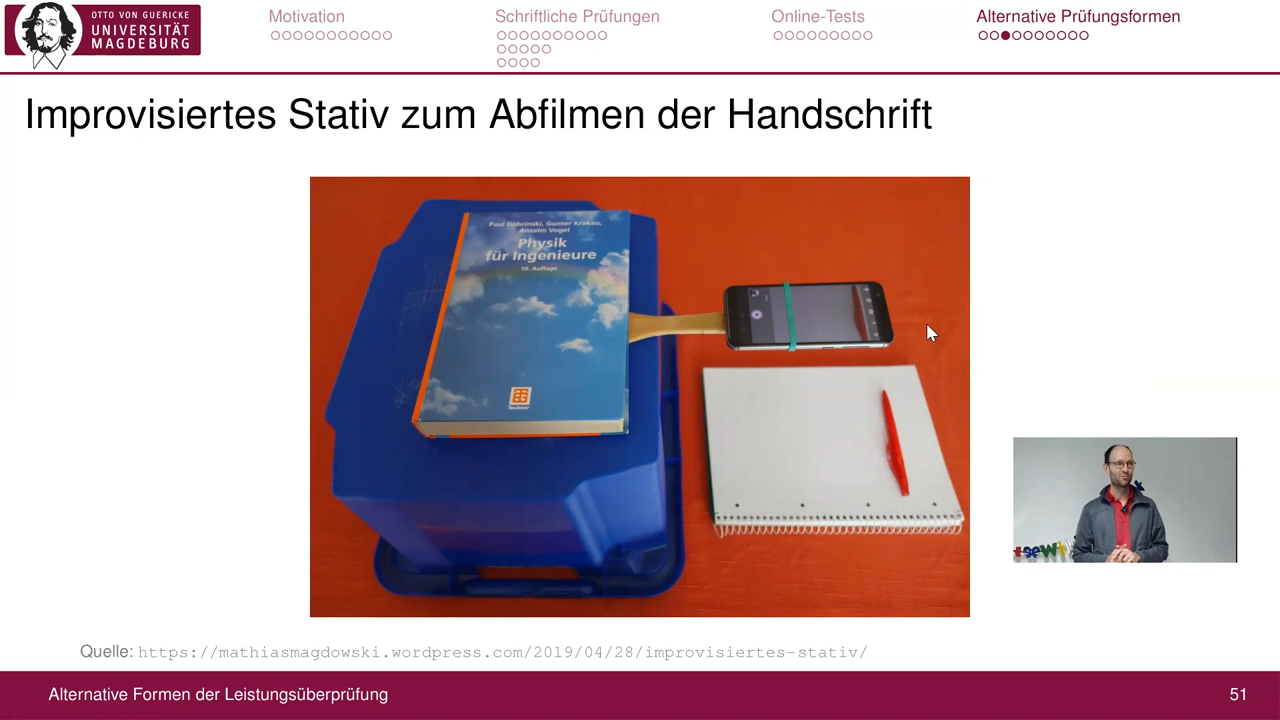 OTTO VON GUERICKE
UNIVERSITÄT
MAGDEBURG
Motivation
Schriftliche Prüfungen
Online-Tests
Alternative Prüfungsformen
Improvisiertes Stativ zum Abfilmen der Handschrift
Paul Dobrinski, Gunter Krakau,
Anselm Vogel
Physik
für Ingenieure
10. Auflage
Teubner
Quelle: https://mathiasmagdowski.wordpress.com/2019/04/28/improvisiertes-stativ/
Alternative Formen der Leistungsüberprüfung
51